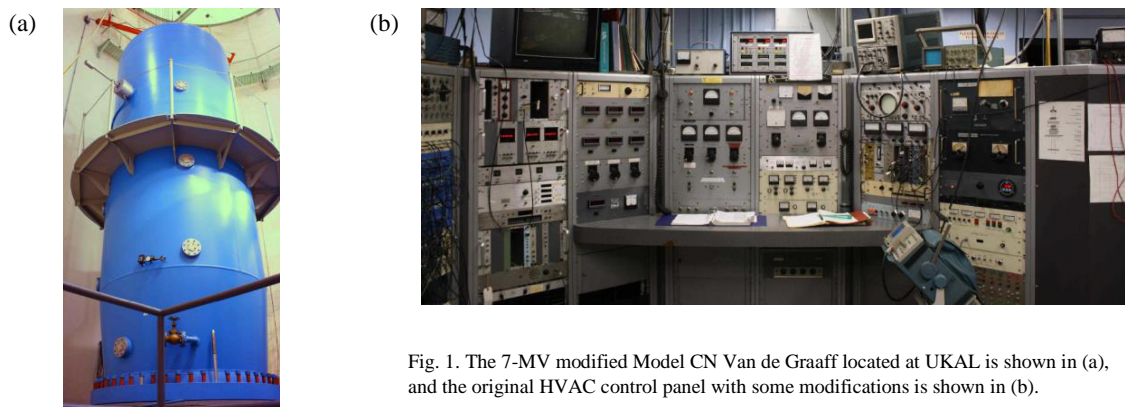 (a)
(b)
Fig. 1. The 7-MV modified Model CN Van de Graaff located at UKAL is shown in (a),
and the original HVAC control panel with some modifications is shown in (b).